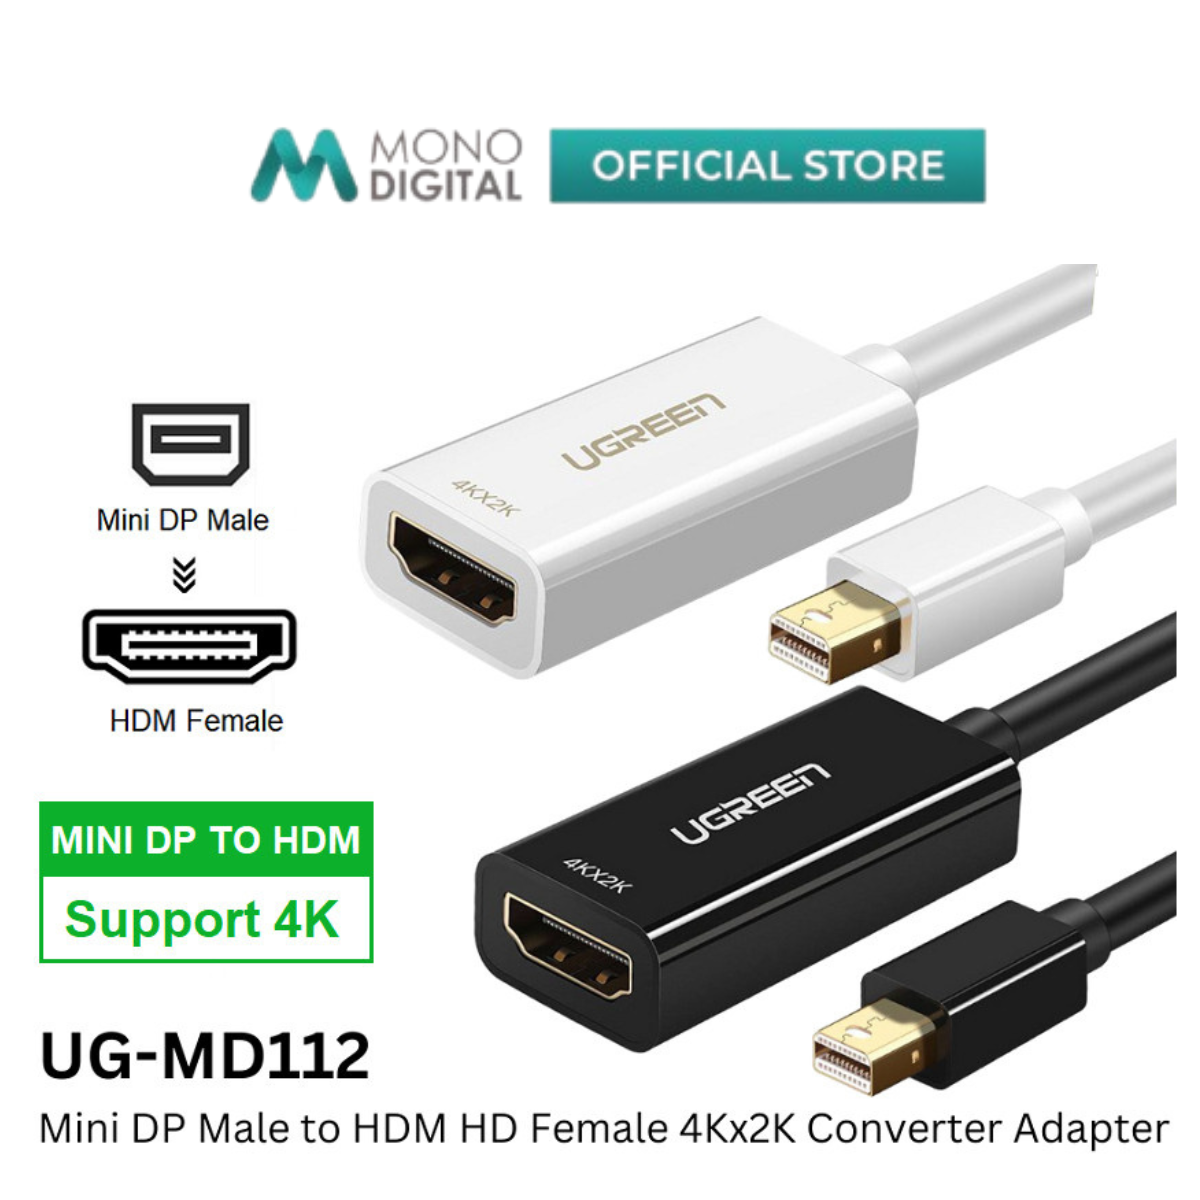 MONO
DIGITAL
OFFICIAL STORE
UGREEN
4KX2K
Mini DP Male
HDM Female
UGREEN
4KX2K
MINI DP TO HDM
Support 4K
UG-MD112
Mini DP Male to HDM HD Female 4Kx2K Converter Adapter